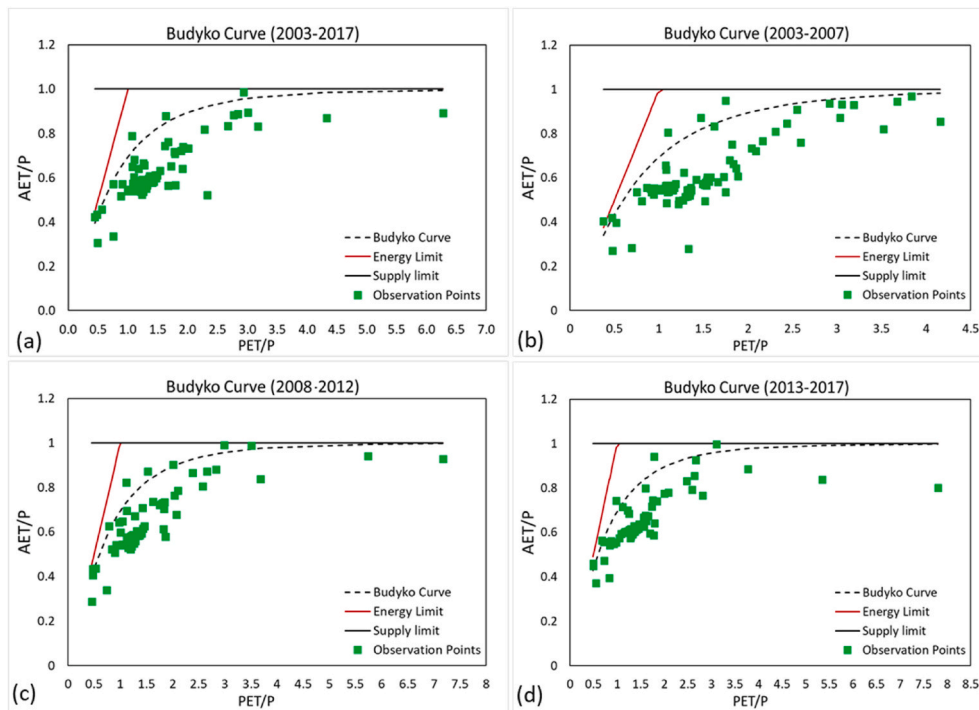 Budyko Curve (2003-2017)
1.2
1.0
0.8
0.6
0.4
0.2
0.0
AET/P
Budyko Curve
Energy Limit
Supply limit
Observation Points
0.0 0.5 1.0 1.5 2.0 2.5 3.0 3.5 4.0 4.5 5.0 5.5 6.0 6.5 7.0
PET/P
(a)
Budyko Curve (2003-2007)
1.2
1.0
0.8
0.6
0.4
0.2
0
AET/P
Budyko Curve
Energy Limit
Supply limit
Observation Points
0 0.5 1 1.5 2 2.5 3 3.5 4 4.5
PET/P
(b)
Budyko Curve (2008-2012)
1.2
1
0.8
0.6
0.4
0.2
0
AET/P
Budyko Curve
Energy Limit
Supply limit
Observation Points
0 0.5 1 1.5 2 2.5 3 3.5 4 4.5 5 5.5 6 6.5 7 7.5 8
PET/P
(c)
Budyko Curve (2013-2017)
1.2
1
0.8
0.6
0.4
0.2
0
AET/P
Budyko Curve
Energy Limit
Supply limit
Observation Points
0 0.5 1 1.5 2 2.5 3 3.5 4 4.5 5 5.5 6 6.5 7 7.5 8 8.5
PET/P
(d)